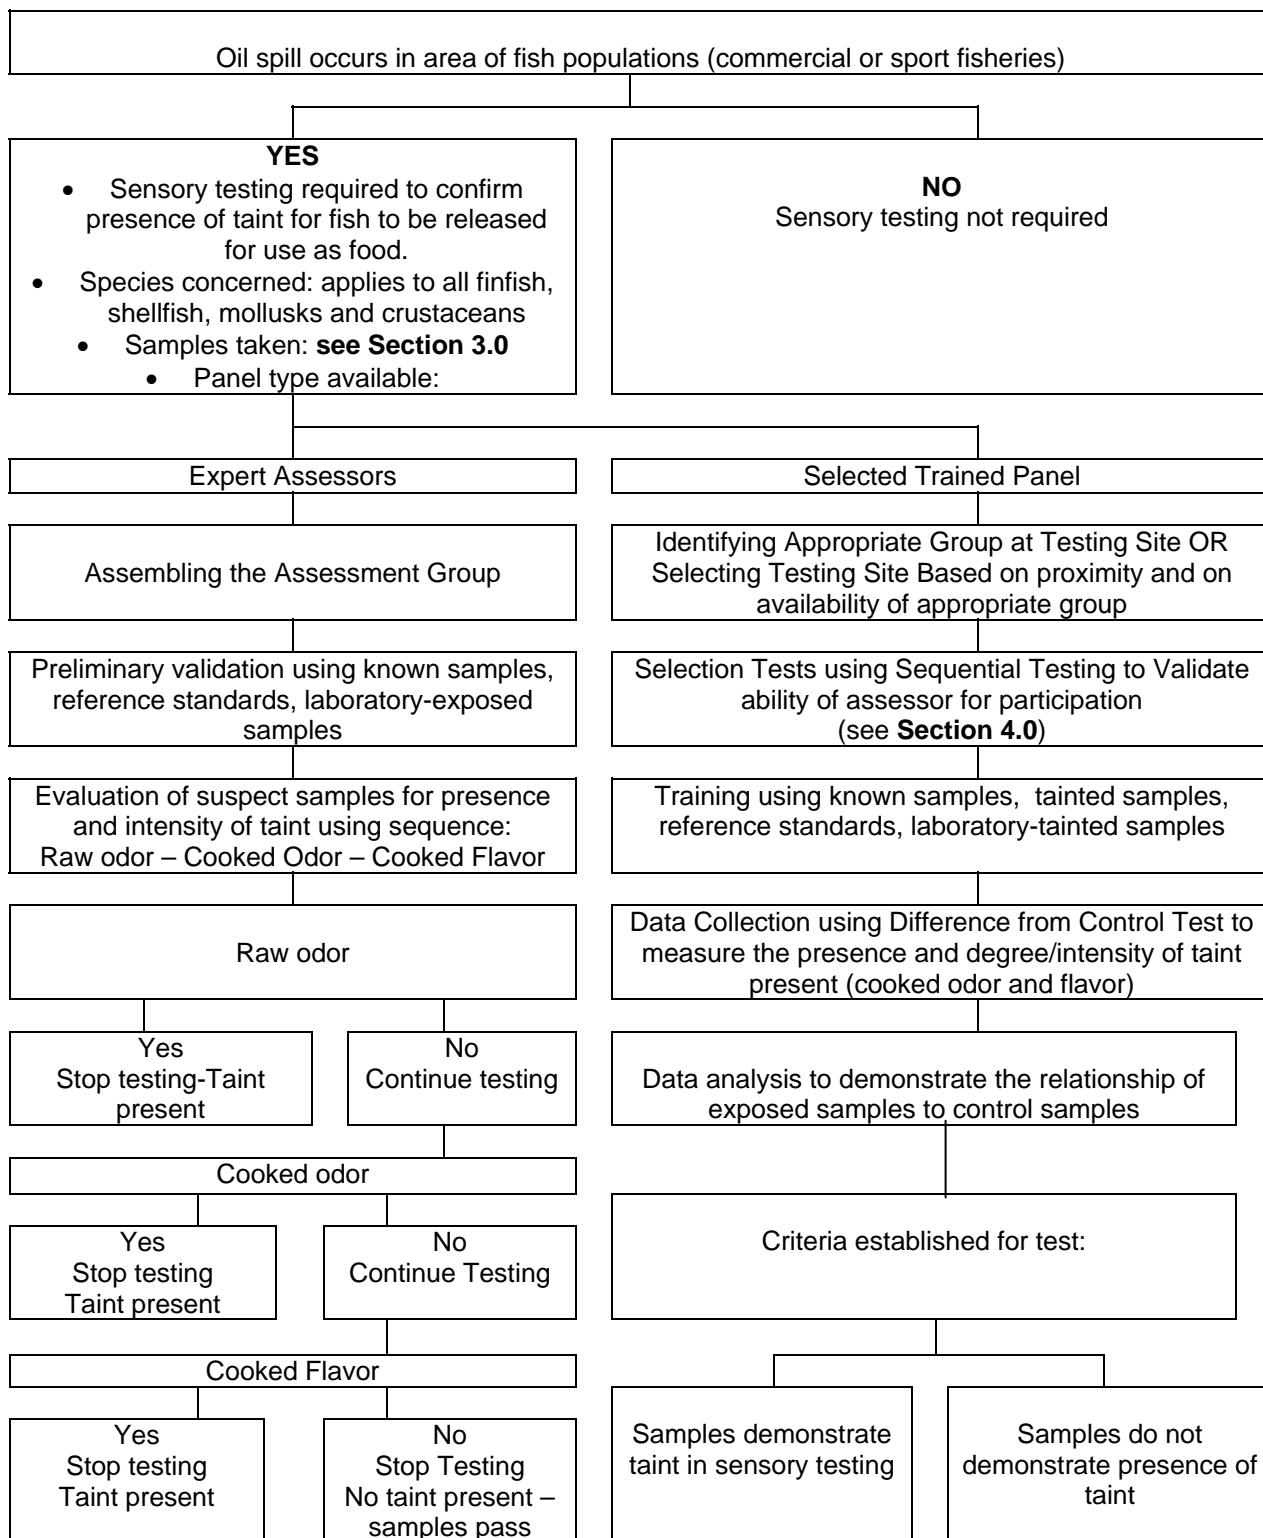 Oil spill occurs in area of fish populations (commercial or sport fisheries)
YES
• Sensory testing required to confirm
presence of taint for fish to be released
for use as food.
• Species concerned: applies to all finfish,
shellfish, mollusks and crustaceans
• Samples taken: see Section 3.0
• Panel type available:
NO
Sensory testing not required
Expert Assessors
Selected Trained Panel
Assembling the Assessment Group
Identifying Appropriate Group at Testing Site OR
Selecting Testing Site Based on proximity and on
availability of appropriate group
Preliminary validation using known samples,
reference standards, laboratory-exposed
samples
Selection Tests using Sequential Testing to Validate
ability of assessor for participation
(see Section 4.0)
Evaluation of suspect samples for presence
and intensity of taint using sequence:
Raw odor – Cooked Odor – Cooked Flavor
Training using known samples, tainted samples,
reference standards, laboratory-tainted samples
Raw odor
Data Collection using Difference from Control Test to
measure the presence and degree/intensity of taint
present (cooked odor and flavor)
Yes
Stop testing-Taint
present
No
Continue testing
Data analysis to demonstrate the relationship of
exposed samples to control samples
Cooked odor
Yes
Stop testing
Taint present
No
Continue Testing
Criteria established for test:
Cooked Flavor
Yes
Stop testing
Taint present
No
Stop Testing
No taint present –
samples pass
Samples demonstrate
taint in sensory testing
Samples do not
demonstrate presence of
taint